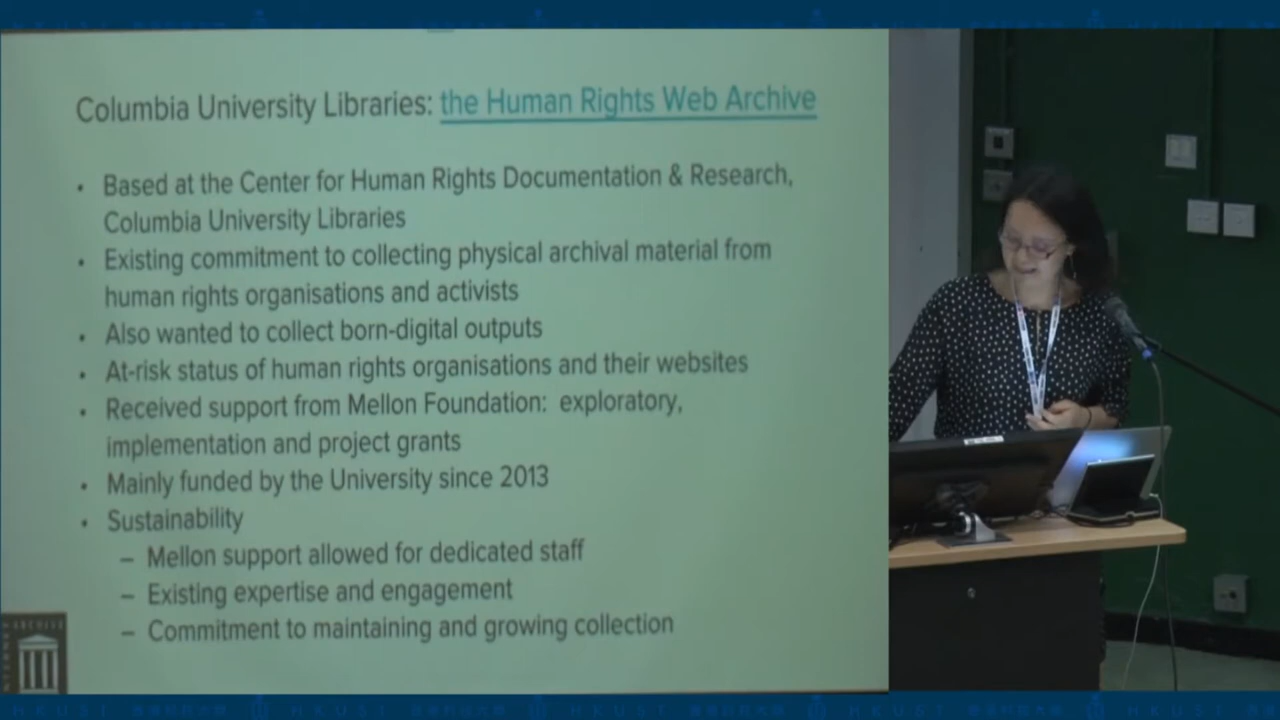 Columbia University Libraries: the Human Rights Web Archive
• Based at the Center for Human Rights Documentation & Research,
Columbia University Libraries
• Existing commitment to collecting physical archival material from
human rights organisations and activists
• Also wanted to collect born-digital outputs
• At-risk status of human rights organisations and their websites
• Received support from Mellon Foundation: exploratory,
implementation and project grants
• Mainly funded by the University since 2013
• Sustainability
– Mellon support allowed for dedicated staff
– Existing expertise and engagement
– Commitment to maintaining and growing collection
INTERNET ARCHIVE
HKUST